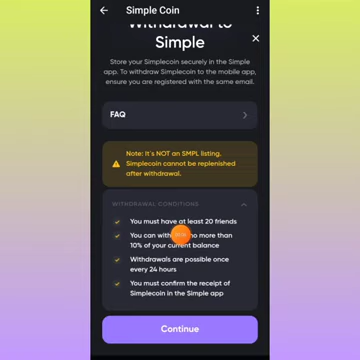 Simple Coin
Withdrawal to
Simple
Store your Simplecoin securely in the Simple
app. To withdraw Simplecoin to the mobile app,
ensure you are registered with the same email.
FAQ
Note: It's NOT an SMPL listing.
Simplecoin cannot be replenished
after withdrawal.
WITHDRAWAL CONDITIONS
You must have at least 20 friends
You can no more than
10% of your current balance
Withdrawals are possible once
every 24 hours
You must confirm the receipt of
Simplecoin in the Simple app
Continue